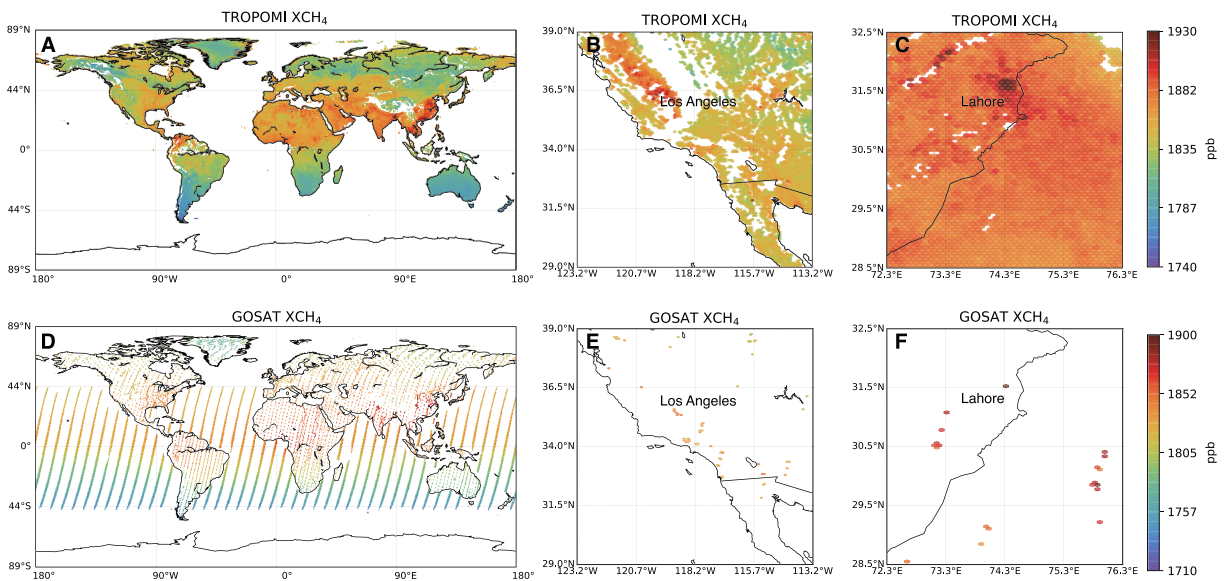 TROPOMI XCH₄
TROPOMI XCH₄
TROPOMI XCH₄
A
89°N
44°N
0°
44°S
89°S
180°
90°W
0°
90°E
180°
B
39.0°N
36.5°N
34.0°N
31.5°N
29.0°N
Los Angeles
123.2°W
120.7°W
118.2°W
115.7°W
113.2°W
C
32.5°N
31.5°N
30.5°N
29.5°N
28.5°N
Lahore
72.3°E
73.3°E
74.3°E
75.3°E
76.3°E
1930
1882
1835
1787
1740
ppb
GOSAT XCH₄
GOSAT XCH₄
GOSAT XCH₄
D
89°N
44°N
0°
44°S
89°S
180°
90°W
0°
90°E
180°
E
39.0°N
36.5°N
34.0°N
31.5°N
29.0°N
Los Angeles
123.2°W
120.7°W
118.2°W
115.7°W
113.2°W
F
32.5°N
31.5°N
30.5°N
29.5°N
28.5°N
Lahore
72.3°E
73.3°E
74.3°E
75.3°E
76.3°E
1900
1852
1805
1757
1710
ppb